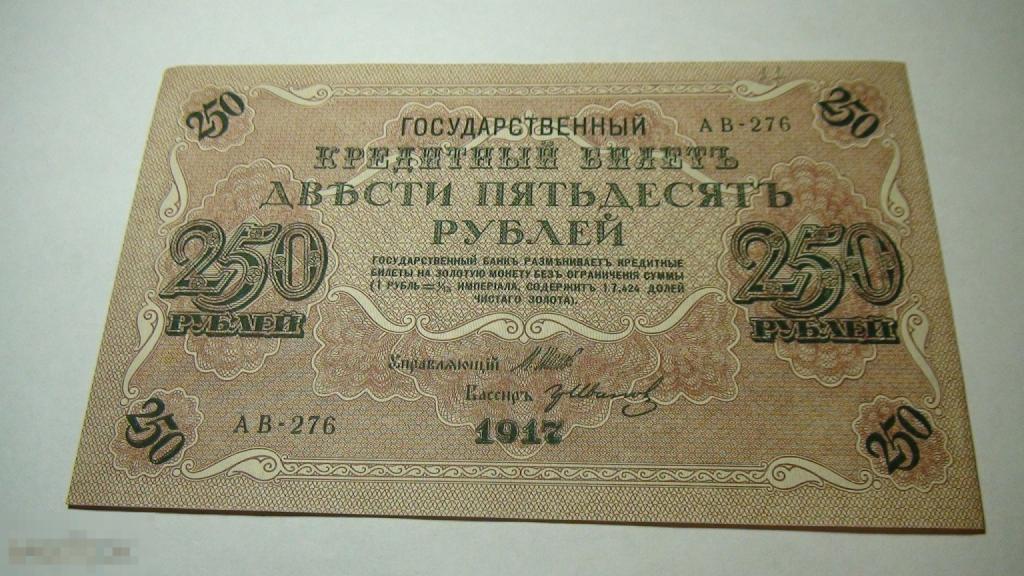 250
250
ГОСУДАРСТВЕННЫЙ
АВ-276
КРЕДИТНЫЙ БИЛЕТЪ
ДВѢСТИ ПЯТЬДЕСЯТЪ
РУБЛЕЙ
250
РУБЛЕЙ
250
РУБЛЕЙ
ГОСУДАРСТВЕННЫЙ БАНКЪ РАЗМѢНИВАЕТЪ КРЕДИТНЫЕ
БИЛЕТЫ НА ЗОЛОТУЮ МОНЕТУ БЕЗЪ ОГРАНИЧЕНІЯ СУММЫ
(1 РУБЛЬ = 1/15 ИМПЕРІАЛА, СОДЕРЖИТЪ 17,424 ДОЛЕЙ
ЧИСТАГО ЗОЛОТА).
Управляющій
Кассиръ
250
АВ-276
1917
250